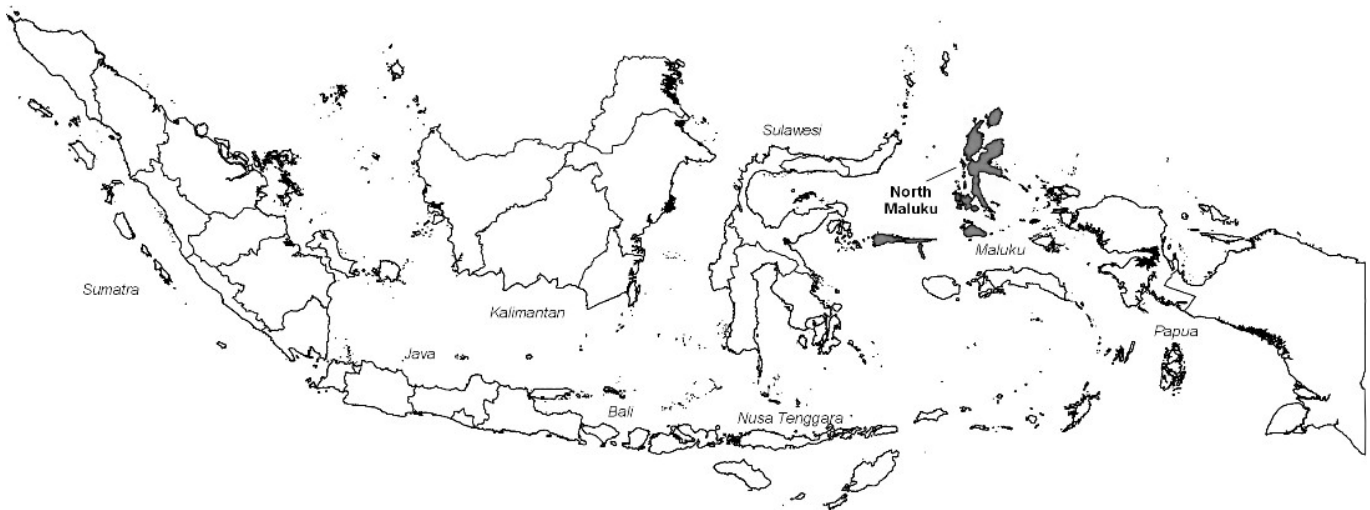 Sulawesi
North
Maluku
Maluku
Sumatra
Kalimantan
Papua
Java
Bali
Nusa Tenggara